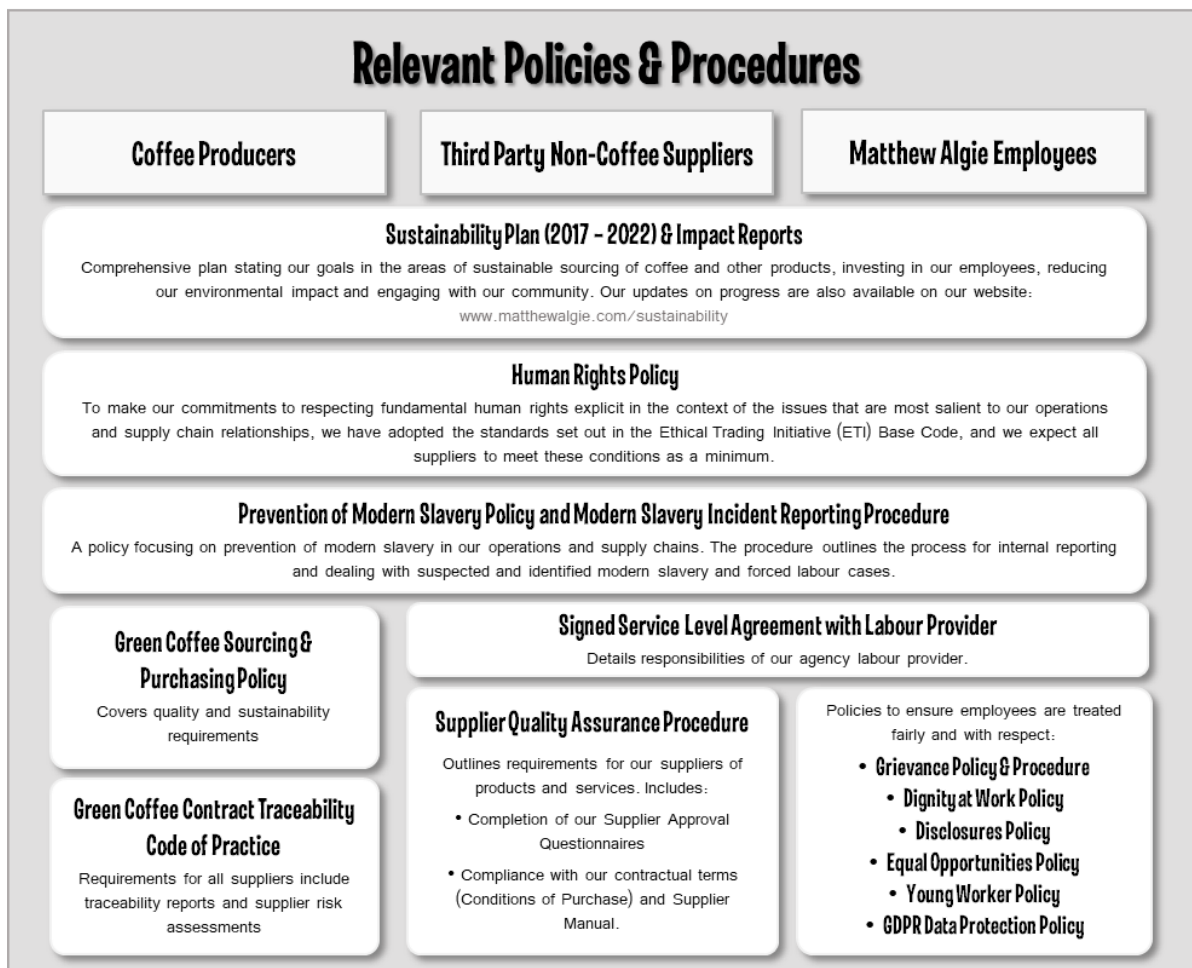 Relevant Policies & Procedures
Coffee Producers
Third Party Non-Coffee Suppliers
Matthew Algie Employees
Sustainability Plan (2017 – 2022) & Impact Reports
Comprehensive plan stating our goals in the areas of sustainable sourcing of coffee and other products, investing in our employees, reducing
our environmental impact and engaging with our community. Our updates on progress are also available on our website:
www.matthewalgie.com/sustainability
Human Rights Policy
To make our commitments to respecting fundamental human rights explicit in the context of the issues that are most salient to our operations
and supply chain relationships, we have adopted the standards set out in the Ethical Trading Initiative (ETI) Base Code, and we expect all
suppliers to meet these conditions as a minimum.
Prevention of Modern Slavery Policy and Modern Slavery Incident Reporting Procedure
A policy focusing on prevention of modern slavery in our operations and supply chains. The procedure outlines the process for internal reporting
and dealing with suspected and identified modern slavery and forced labour cases.
Green Coffee Sourcing &
Purchasing Policy
Covers quality and sustainability
requirements
Green Coffee Contract Traceability
Code of Practice
Requirements for all suppliers include
traceability reports and supplier risk
assessments
Signed Service Level Agreement with Labour Provider
Details responsibilities of our agency labour provider.
Supplier Quality Assurance Procedure
Outlines requirements for our suppliers of
products and services. Includes:
• Completion of our Supplier Approval
Questionnaires
• Compliance with our contractual terms
(Conditions of Purchase) and Supplier
Manual.
Policies to ensure employees are treated
fairly and with respect:
• Grievance Policy & Procedure
• Dignity at Work Policy
• Disclosures Policy
• Equal Opportunities Policy
• Young Worker Policy
• GDPR Data Protection Policy